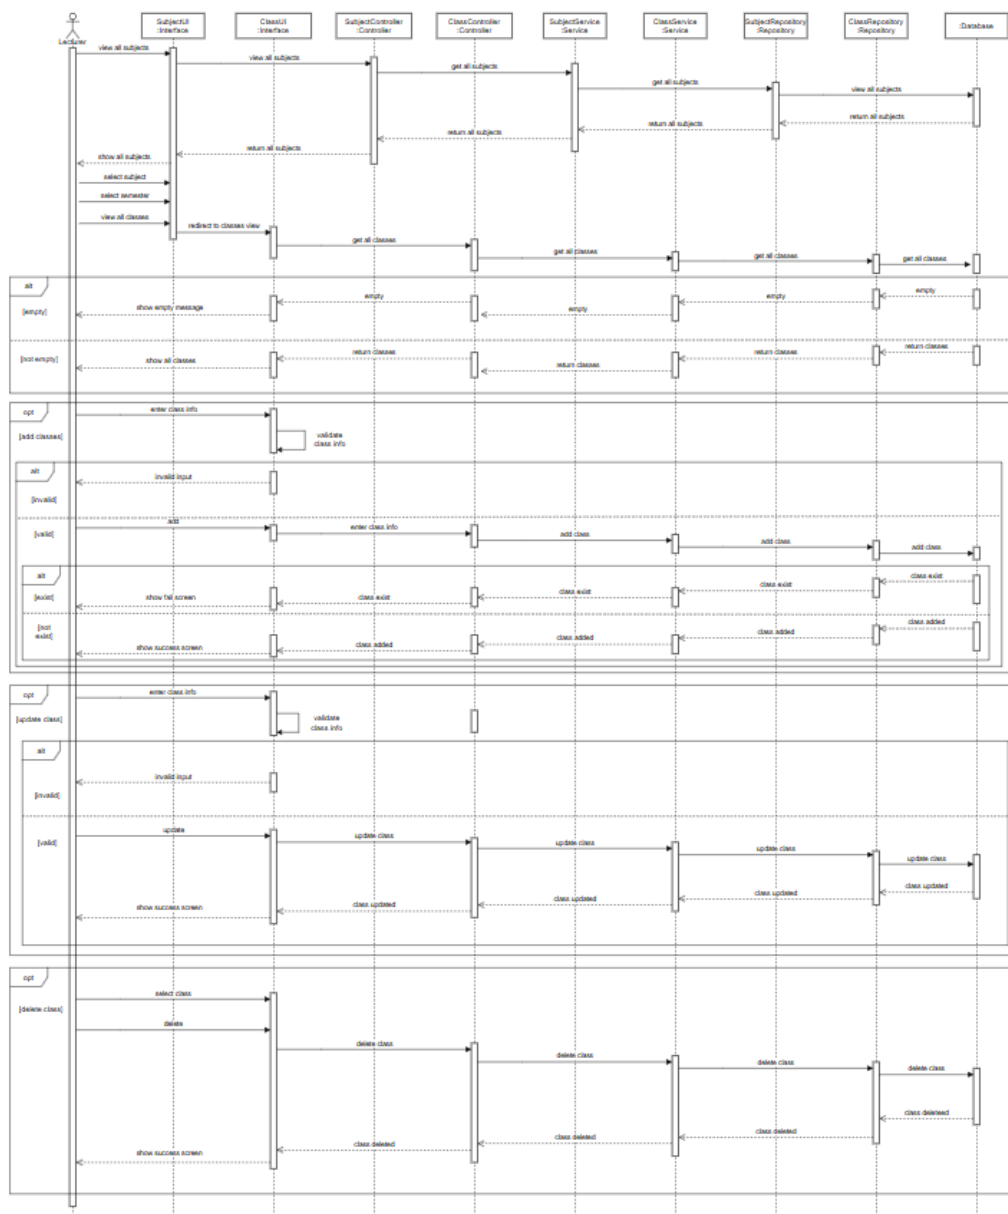 SubjectUI
:Interface
ClassUI
:Interface
SubjectController
:Controller
ClassController
:Controller
SubjectService
:Service
ClassService
:Service
SubjectRepository
:Repository
ClassRepository
:Repository
:Database
Lecturer
view all subjects
view all subjects
get all subjects
get all subjects
view all subjects
return all subjects
return all subjects
return all subjects
return all subjects
show all subjects
select subject
select semester
view all classes
redirect to classes view
get all classes
get all classes
get all classes
get all classes
alt
[empty]
empty
empty
empty
empty
show empty message
[not empty]
return classes
return classes
return classes
return classes
show all classes
opt
[add classes]
enter class info
validate
class info
alt
[invalid]
invalid input
[valid]
add
enter class info
add class
add class
add class
alt
[exist]
class exist
class exist
class exist
class exist
show fail screen
[not
exist]
class added
class added
class added
class added
show success screen
opt
[update class]
enter class info
validate
class info
alt
[invalid]
invalid input
[valid]
update
update class
update class
update class
update class
class updated
class updated
class updated
class updated
show success screen
opt
[delete class]
select class
delete
delete class
delete class
delete class
delete class
class deleteed
class deleted
class deleted
class deleted
show success screen